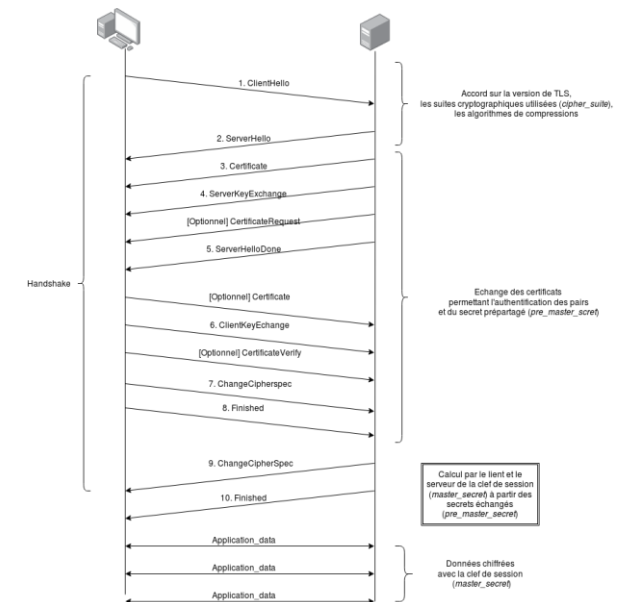 1. ClientHello
Accord sur la version de TLS,
les suites cryptographiques utilisées (cipher_suite),
les algorithmes de compressions
2. ServerHello
3. Certificate
4. ServerKeyExchange
[Optionnel] CertificateRequest
5. ServerHelloDone
Handshake
[Optionnel] Certificate
6. ClientKeyEchange
[Optionnel] CertificateVerify
7. ChangeCipherspec
8. Finished
Echange des certificats
permettant l'authentification des pairs
et du secret prépartagé (pre_master_scret)
9. ChangeCipherSpec
10. Finished
Calcul par le lient et le
serveur de la clef de session
(master_secret) à partir des
secrets échangés
(pre_master_secret)
Application_data
Application_data
Application_data
Données chiffrées
avec la clef de session
(master_secret)